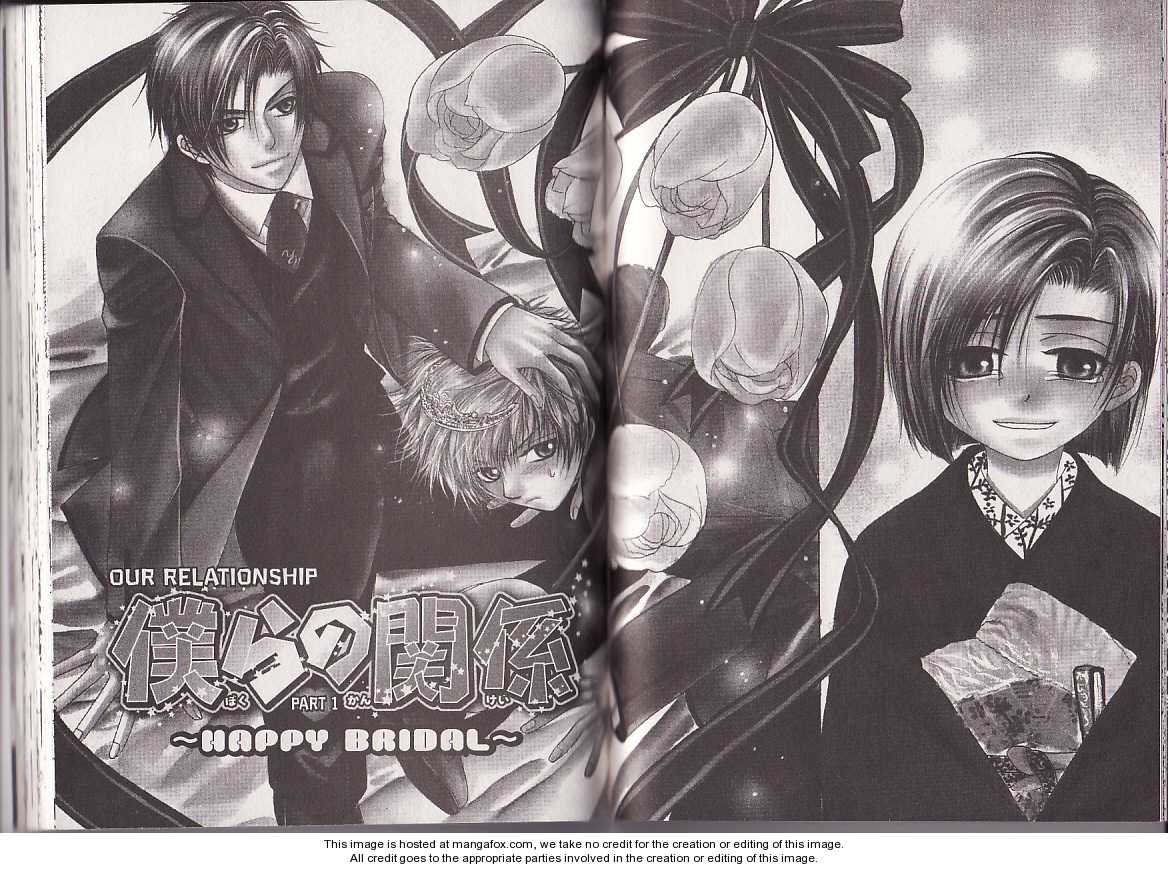 OUR RELATIONSHIP
僕らの関係
ぼく PART 1 かん けい
~HAPPY BRIDAL~
This image is hosted at mangafox.com, we take no credit for the creation or editing of this image.
All credit goes to the appropriate parties involved in the creation or editing of this image.